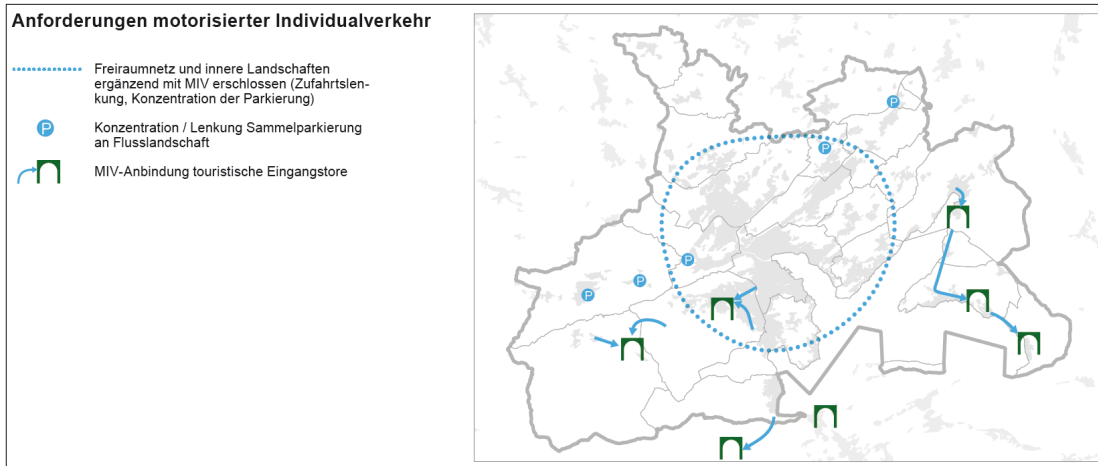 Anforderungen motorisierter Individualverkehr
Freiraumnetz und innere Landschaften
ergänzend mit MIV erschlossen (Zufahrtslen-
kung, Konzentration der Parkierung)
P
Konzentration / Lenkung Sammelparkierung
an Flusslandschaft
MIV-Anbindung touristische Eingangstore
P
P
P
P
P